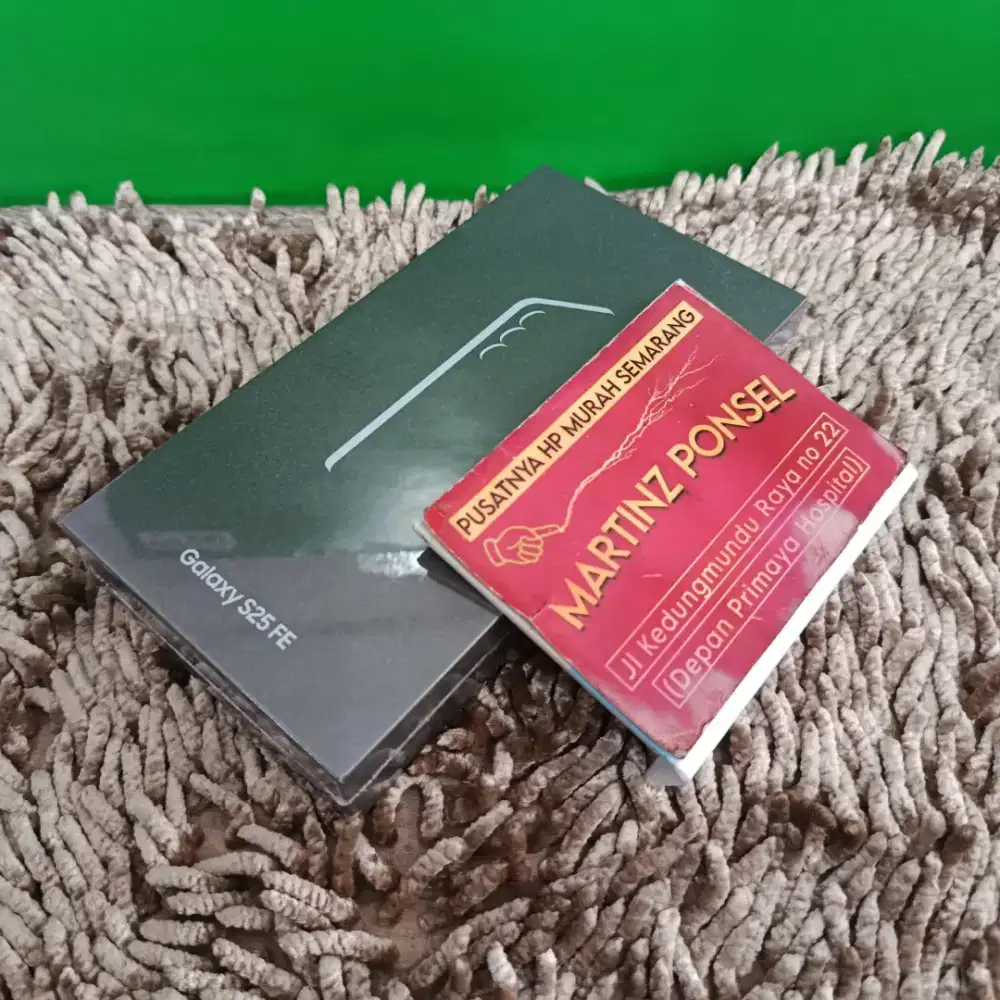 Galaxy S25 FE
PUSATNYA HP MURAH SEMARANG
MARTINZ PONSEL
Jl Kedungmundu Raya no 22
(Depan Primaya Hospital)